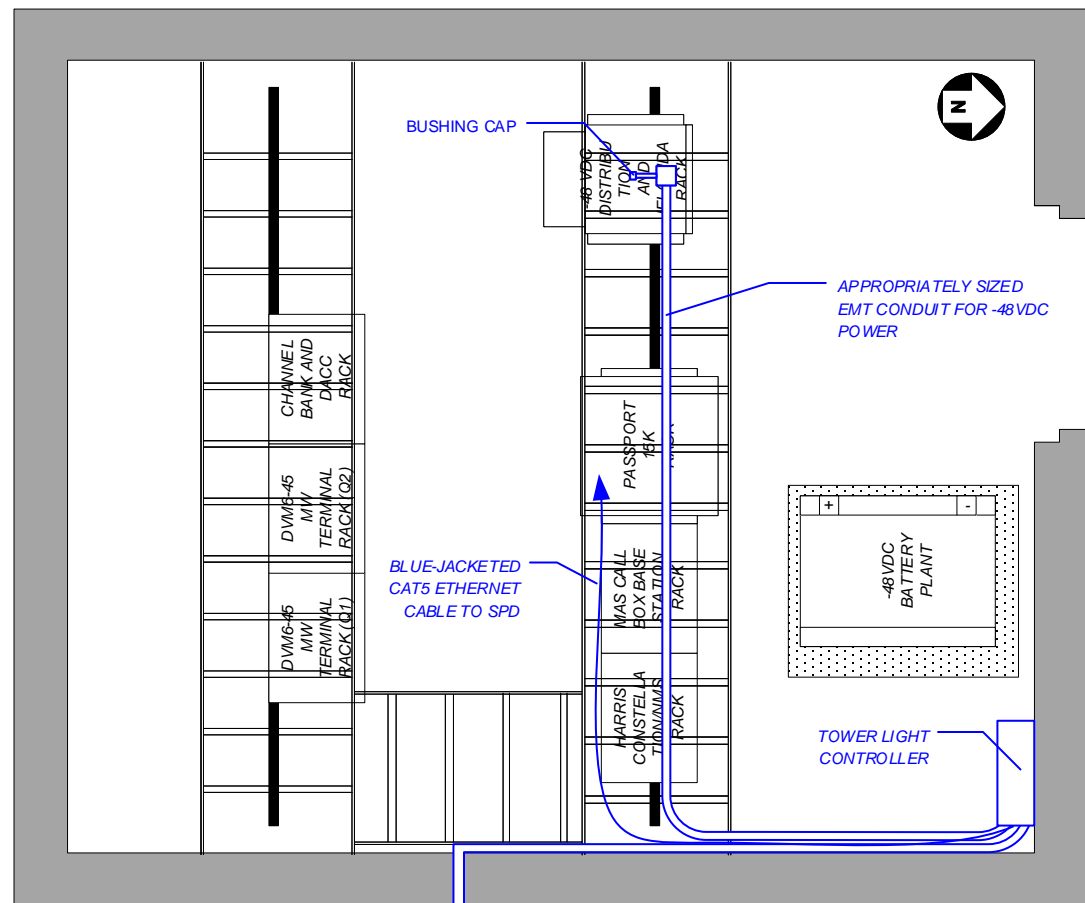 N
BUSHING CAP
-48 VDC
DISTRIBU
TION
AND
RACK
APPROPRIATELY SIZED
EMT CONDUIT FOR -48VDC
POWER
CHANNEL
BANK AND
DACC
RACK
PASSPORT
15K
DVM6-45
MW
TERMINAL
RACK (Q2)
+
-
-48VDC
BATTERY
PLANT
BLUE-JACKETED
CAT5 ETHERNET
CABLE TO SPD
MAS CALL
BOX BASE
STATION
RACK
DVM6-45
MW
TERMINAL
RACK (Q1)
HARRIS
CONSTELLA
TION/NMS
RACK
TOWER LIGHT
CONTROLLER